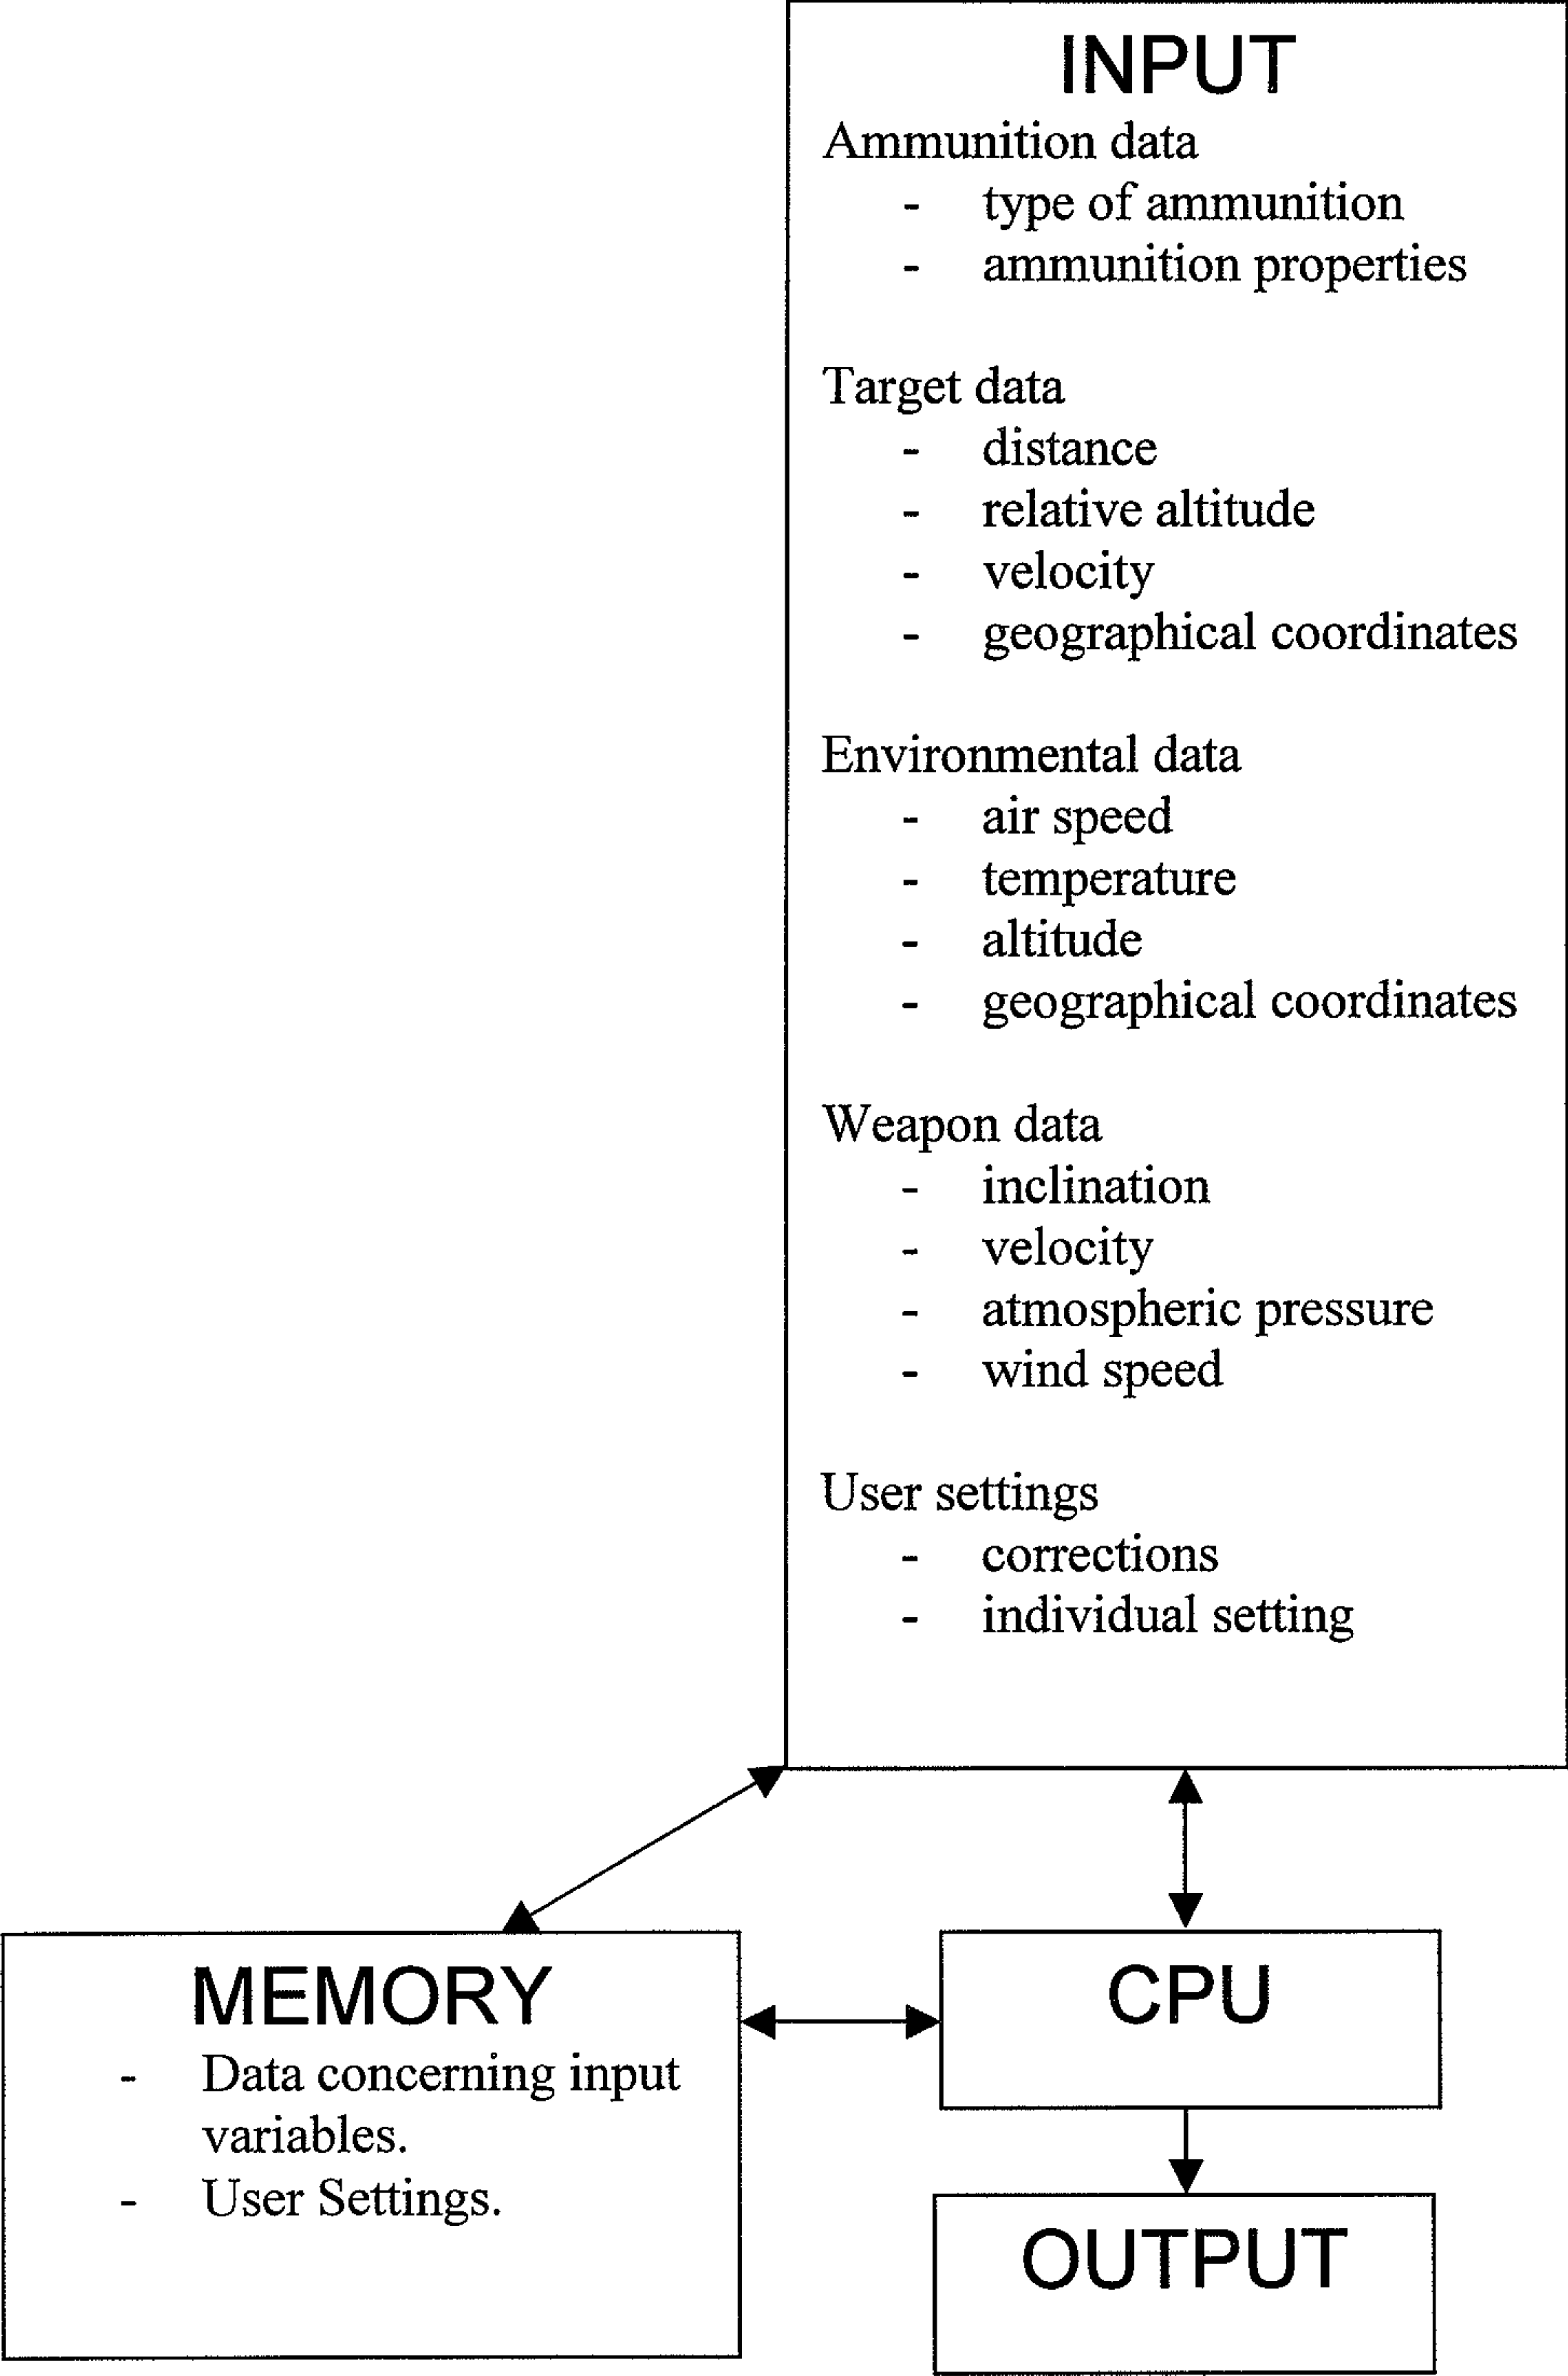 INPUT
Ammunition data
- type of ammunition
- ammunition properties
Target data
- distance
- relative altitude
- velocity
- geographical coordinates
Environmental data
- air speed
- temperature
- altitude
- geographical coordinates
Weapon data
- inclination
- velocity
- atmospheric pressure
- wind speed
User settings
- corrections
- individual setting
MEMORY
- Data concerning input
variables.
- User Settings.
CPU
OUTPUT